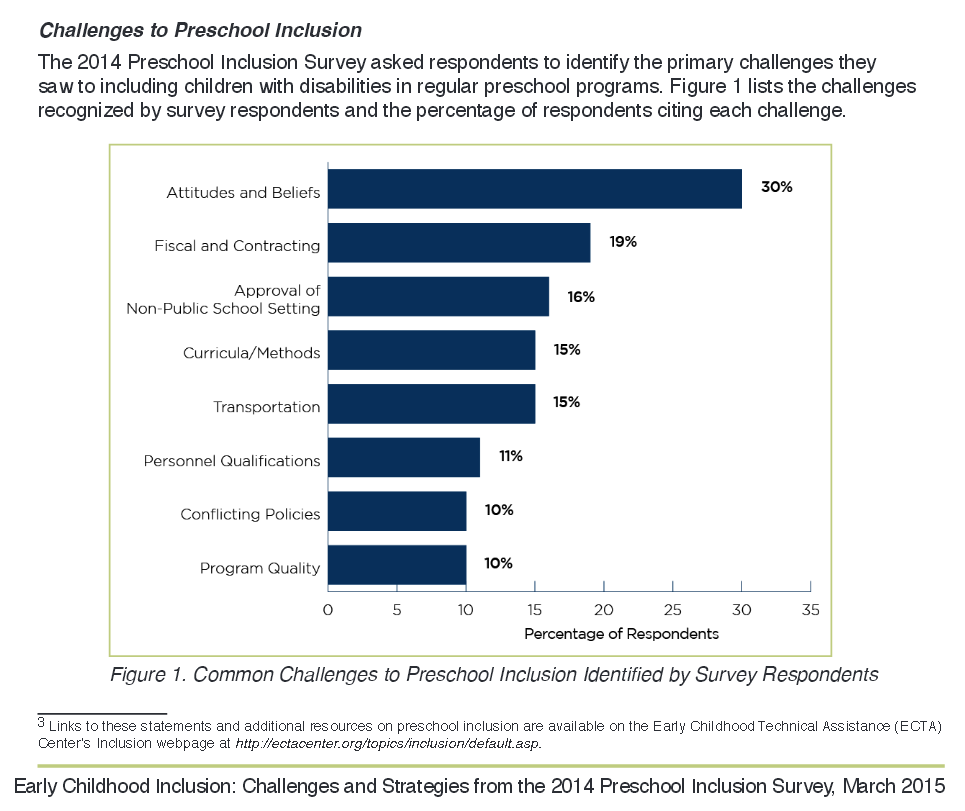 Challenges to Preschool Inclusion
The 2014 Preschool Inclusion Survey asked respondents to identify the primary challenges they
saw to including children with disabilities in regular preschool programs. Figure 1 lists the challenges
recognized by survey respondents and the percentage of respondents citing each challenge.
Attitudes and Beliefs 30%
Fiscal and Contracting 19%
Approval of
Non-Public School Setting 16%
Curricula/Methods 15%
Transportation 15%
Personnel Qualifications 11%
Conflicting Policies 10%
Program Quality 10%
0 5 10 15 20 25 30 35
Percentage of Respondents
Figure 1. Common Challenges to Preschool Inclusion Identified by Survey Respondents
3 Links to these statements and additional resources on preschool inclusion are available on the Early Childhood Technical Assistance (ECTA)
Center's Inclusion webpage at http://ectacenter.org/topics/inclusion/default.asp.
Early Childhood Inclusion: Challenges and Strategies from the 2014 Preschool Inclusion Survey, March 2015